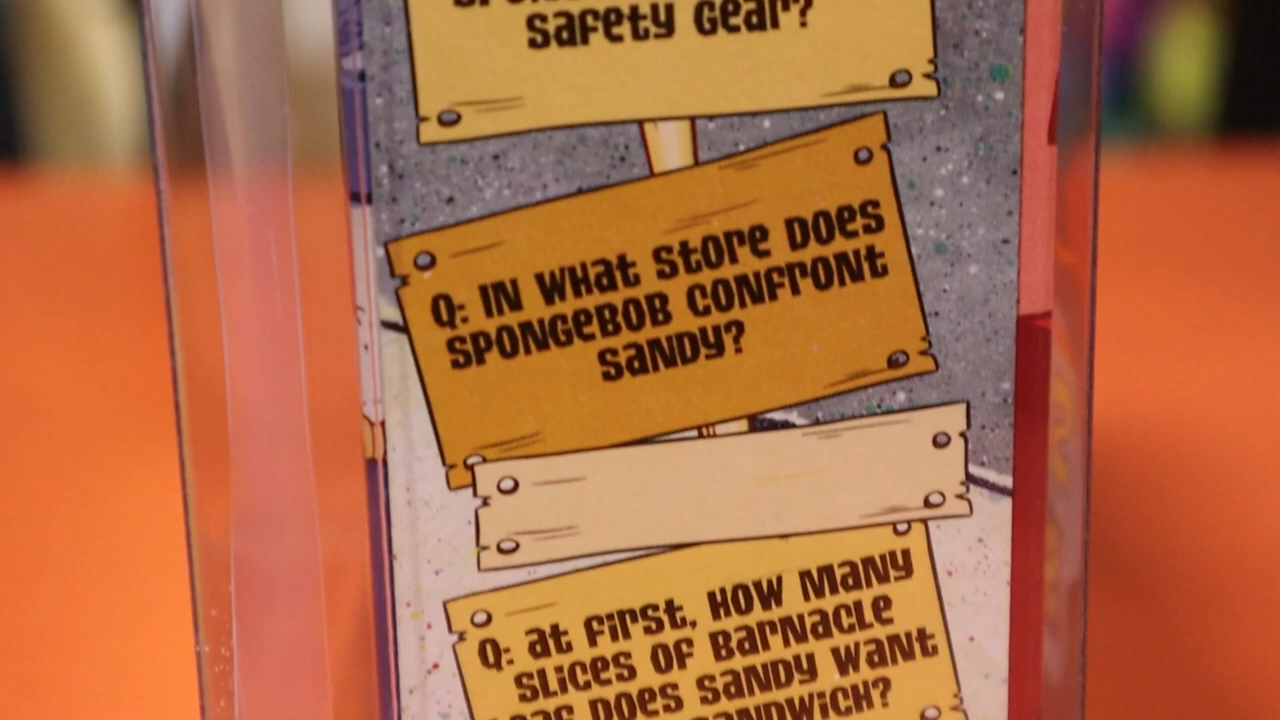 safety gear?
Q: IN WHAT STORE DOES
SPONGEBOB CONFRONT
SANDY?
Q: AT FIRST, HOW MANY
SLICES OF BARNACLE
DOES SANDY WANT
SANDWICH?